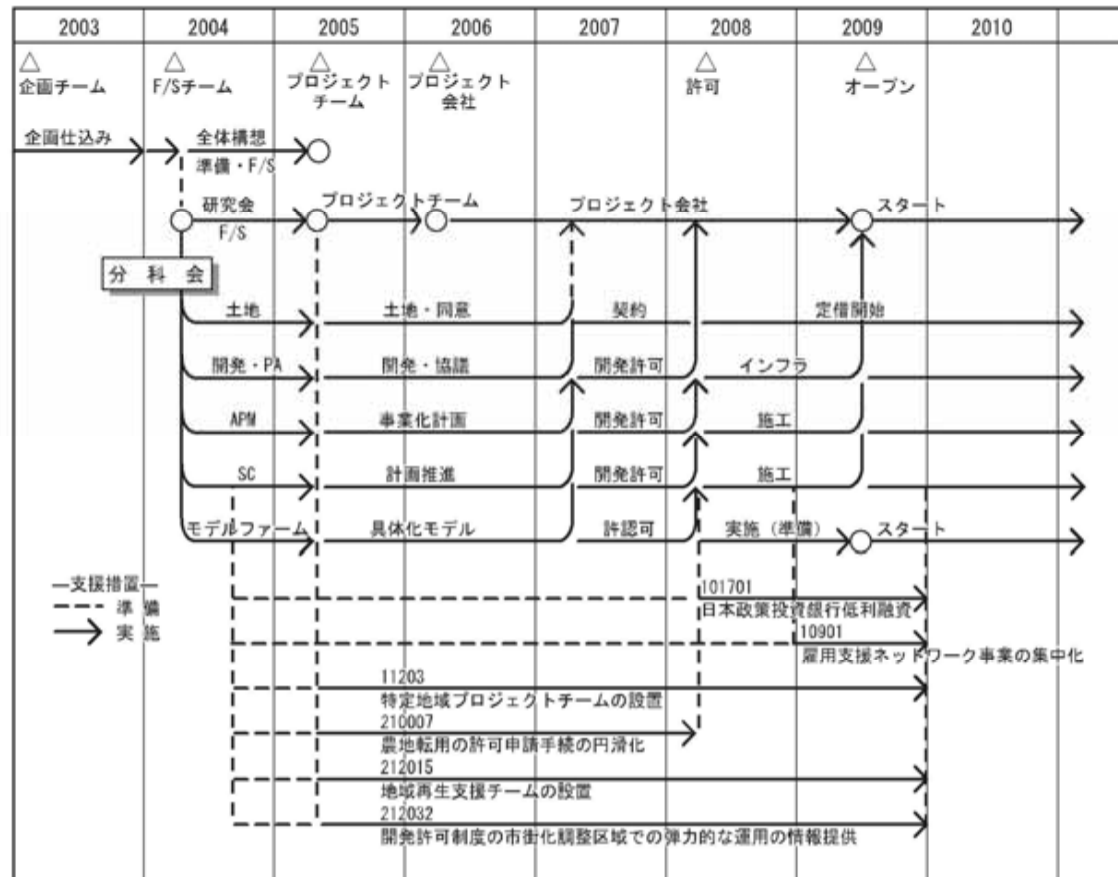 2003 2004 2005 2006 2007 2008 2009 2010
△ △ △ △ △ △
企画チーム F/Sチーム プロジェクト プロジェクト 許可 オープン
チーム 会社
企画仕込み 全体構想
準備・F/S
研究会 プロジェクトチーム プロジェクト会社 スタート
F/S
分科会
土地 土地・同意 契約 定借開始
開発・PA 開発・協議 開発許可 インフラ
APM 事業化計画 開発許可 施工
SC 計画推進 開発許可 施工
モデルファーム 具体化モデル 許認可 実施（準備） スタート
―支援措置―
準備
実施
101701
日本政策投資銀行低利融資
10901
雇用支援ネットワーク事業の集中化
11203
特定地域プロジェクトチームの設置
210007
農地転用の許可申請手続の円滑化
212015
地域再生支援チームの設置
212032
開発許可制度の市街化調整区域での弾力的な運用の情報提供